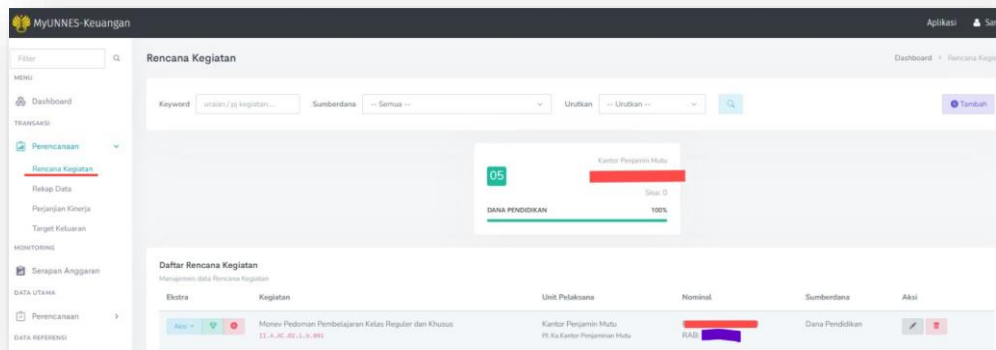 MyUNNES-Keuangan
Aplikasi
Filter
Rencana Kegiatan
Dashboard
MENU
Dashboard
Keyword uraian/pj kegiatan... Sumberdana -- Semua -- Urutkan -- Urutkan -- Tambah
TRANSAKSI
Perencanaan
Rencana Kegiatan
Rekap Data
Perjanjian Kinerja
Target Keluaran
05
Kantor Penjamin Mutu
Sisa: 0
DANA PENDIDIKAN 100%
MONITORING
Serapan Anggaran
DATA UTAMA
Perencanaan
DATA REFERENSI
Daftar Rencana Kegiatan
Manajemen data Rencana Kegiatan
Ekstra Kegiatan Unit Pelaksana Nominal Sumberdana Aksi
Aksi Monev Pedoman Pembelajaran Kelas Reguler dan Khusus Kantor Penjamin Mutu Dana Pendidikan
PJ: Ka.Kantor Penjaminan Mutu RAB: